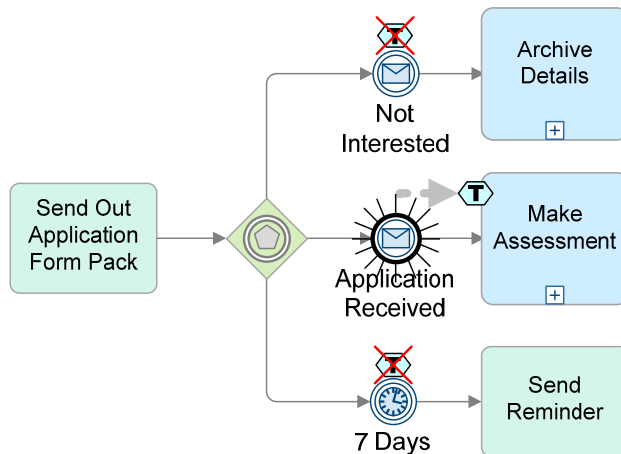 T
Archive
Details
Not
Interested
Send Out
Application
Form Pack
T
Make
Assessment
Application
Received
T
Send
Reminder
7 Days